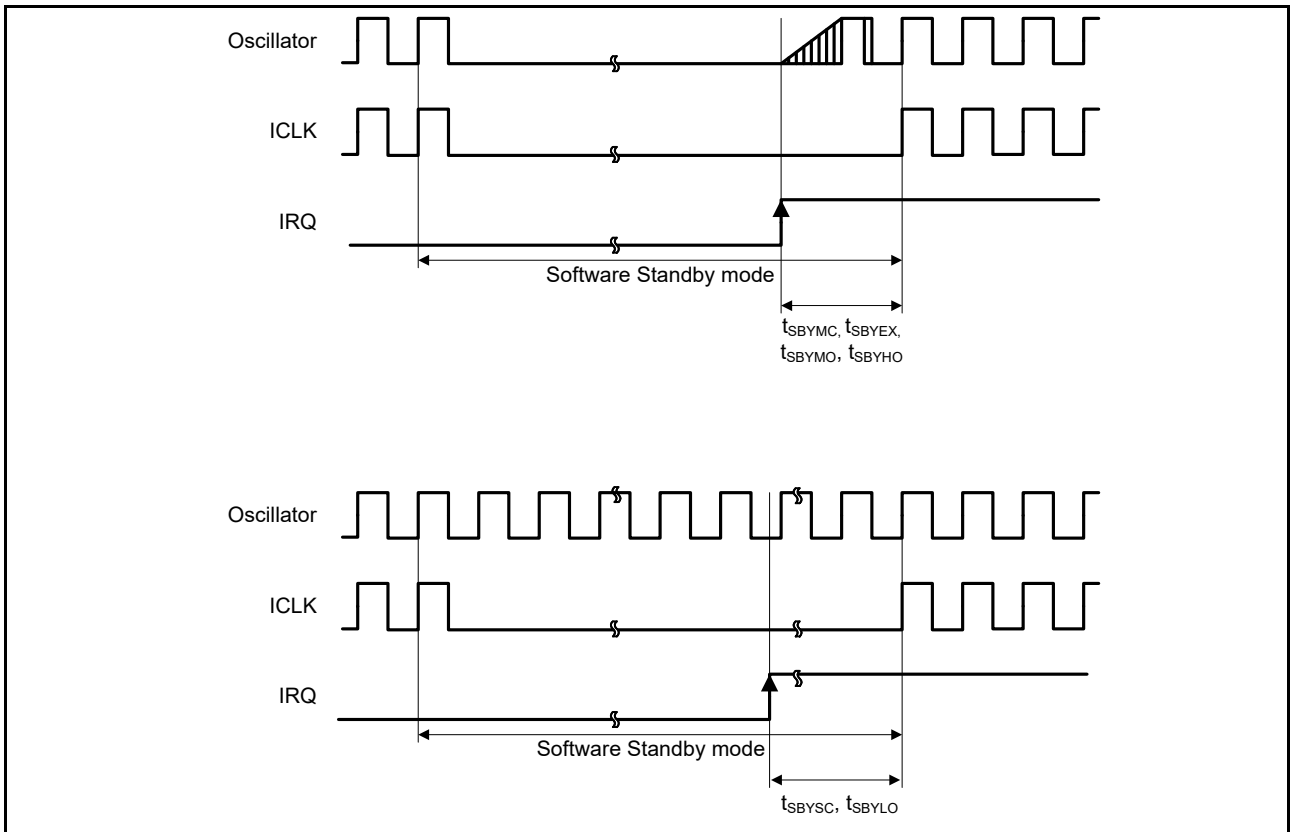 Oscillator
ICLK
IRQ
Software Standby mode
tSBYMC, tSBYEX,
tSBYMO, tSBYHO
Oscillator
ICLK
IRQ
Software Standby mode
tSBYSC, tSBYLO